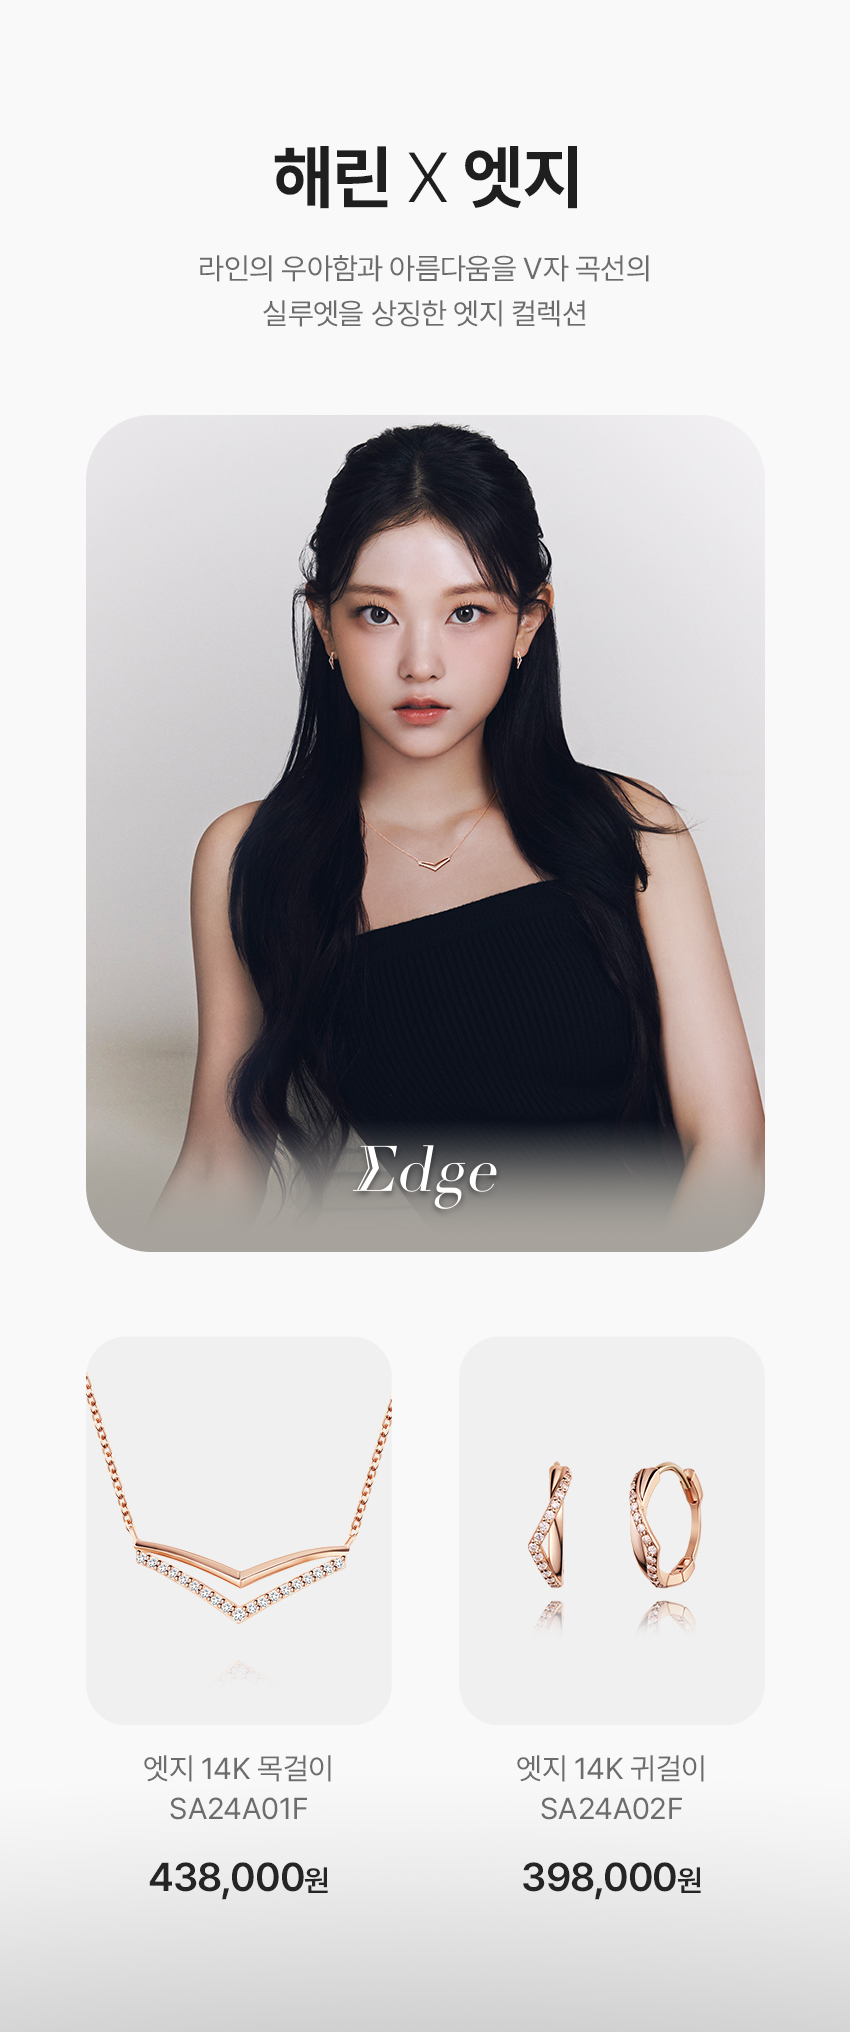 해린 X 엣지
라인의 우아함과 아름다움을 V자 곡선의
실루엣을 상징한 엣지 컬렉션
Edge
엣지 14K 목걸이
SA24A01F
438,000원
엣지 14K 귀걸이
SA24A02F
398,000원